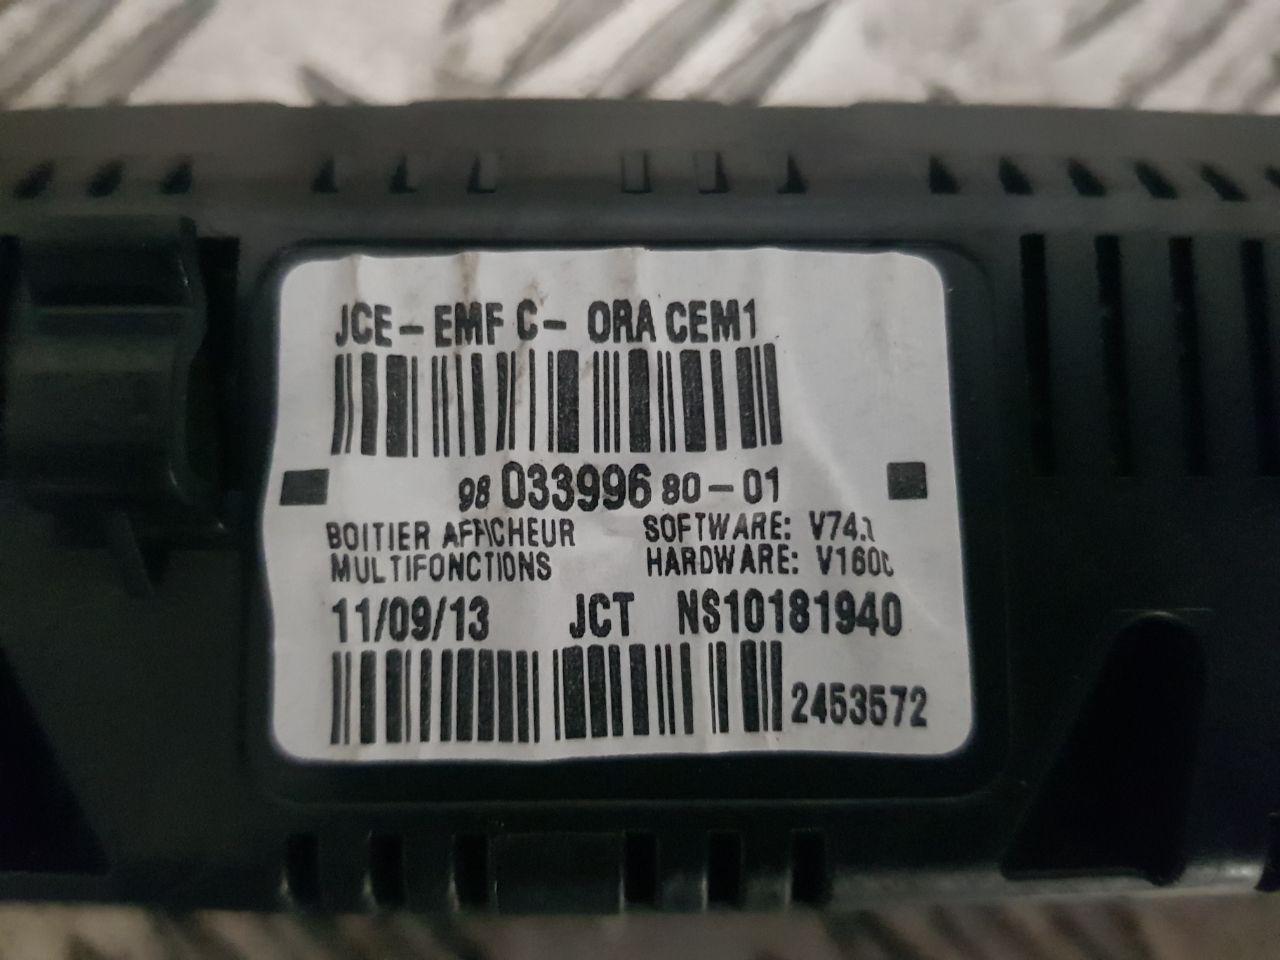 JCE-EMF C- ORA CEM1
98 033996 80-01
BOITIER AFFICHEUR SOFTWARE:
MULTIFONCTIONS HARDWARE:
11/09/13 JCT NS10181940
2453572